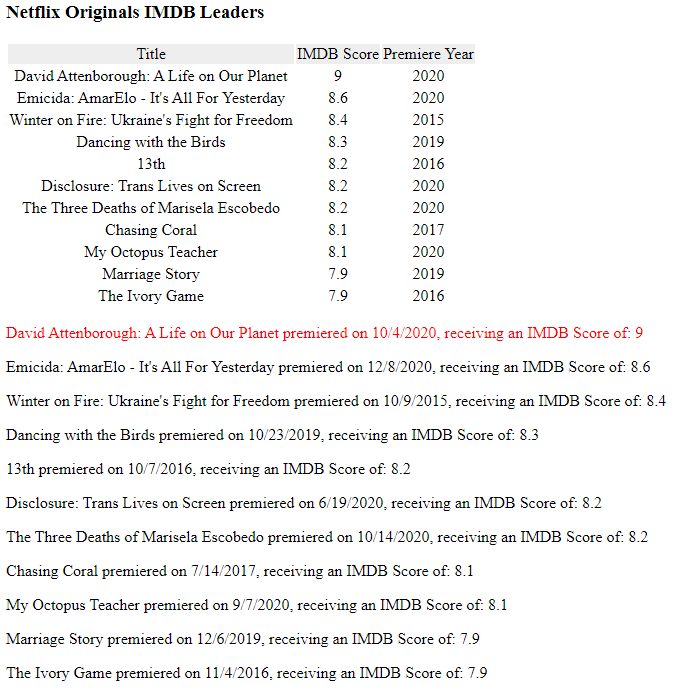 Netflix Originals IMDB Leaders
Title IMDB Score Premiere Year
David Attenborough: A Life on Our Planet 9 2020
Emicida: AmarElo - It's All For Yesterday 8.6 2020
Winter on Fire: Ukraine's Fight for Freedom 8.4 2015
Dancing with the Birds 8.3 2019
13th 8.2 2016
Disclosure: Trans Lives on Screen 8.2 2020
The Three Deaths of Marisela Escobedo 8.2 2020
Chasing Coral 8.1 2017
My Octopus Teacher 8.1 2020
Marriage Story 7.9 2019
The Ivory Game 7.9 2016
David Attenborough: A Life on Our Planet premiered on 10/4/2020, receiving an IMDB Score of: 9
Emicida: AmarElo - It's All For Yesterday premiered on 12/8/2020, receiving an IMDB Score of: 8.6
Winter on Fire: Ukraine's Fight for Freedom premiered on 10/9/2015, receiving an IMDB Score of: 8.4
Dancing with the Birds premiered on 10/23/2019, receiving an IMDB Score of: 8.3
13th premiered on 10/7/2016, receiving an IMDB Score of: 8.2
Disclosure: Trans Lives on Screen premiered on 6/19/2020, receiving an IMDB Score of: 8.2
The Three Deaths of Marisela Escobedo premiered on 10/14/2020, receiving an IMDB Score of: 8.2
Chasing Coral premiered on 7/14/2017, receiving an IMDB Score of: 8.1
My Octopus Teacher premiered on 9/7/2020, receiving an IMDB Score of: 8.1
Marriage Story premiered on 12/6/2019, receiving an IMDB Score of: 7.9
The Ivory Game premiered on 11/4/2016, receiving an IMDB Score of: 7.9